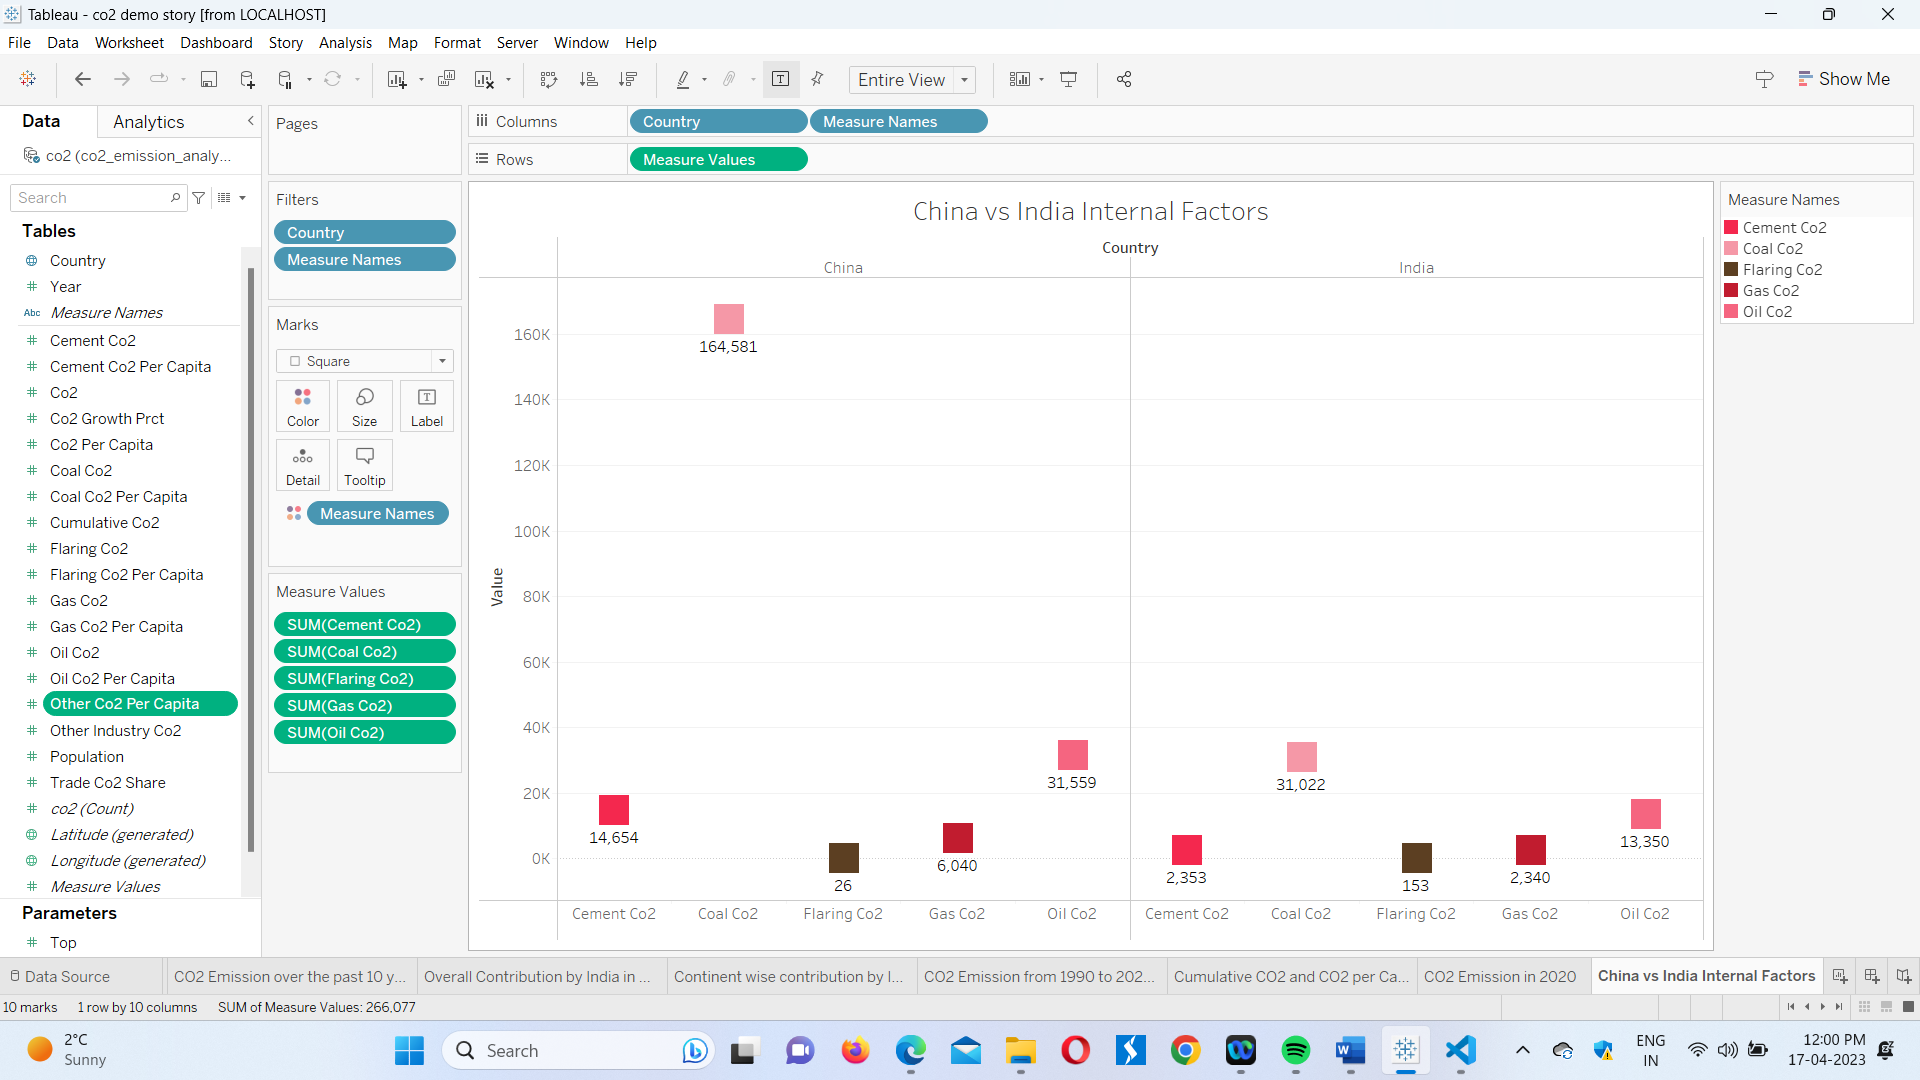 Tableau - co2 demo story [from LOCALHOST]
File Data Worksheet Dashboard Story Analysis Map Format Server Window Help
Entire View
Show Me
Data
Analytics
co2 (co2_emission_analy...
Search
Tables
Country
Year
Abc Measure Names
Cement Co2
Cement Co2 Per Capita
Co2
Co2 Growth Prct
Co2 Per Capita
Coal Co2
Coal Co2 Per Capita
Cumulative Co2
Flaring Co2
Flaring Co2 Per Capita
Gas Co2
Gas Co2 Per Capita
Oil Co2
Oil Co2 Per Capita
Other Co2 Per Capita
Other Industry Co2
Population
Trade Co2 Share
co2 (Count)
Latitude (generated)
Longitude (generated)
Measure Values
Parameters
Top
Pages
Filters
Country
Measure Names
Marks
Square
Color
Size
Label
Detail
Tooltip
Measure Names
Measure Values
SUM(Cement Co2)
SUM(Coal Co2)
SUM(Flaring Co2)
SUM(Gas Co2)
SUM(Oil Co2)
Columns
Country
Measure Names
Rows
Measure Values
China vs India Internal Factors
Country
China
India
Value
160K
140K
120K
100K
80K
60K
40K
20K
0K
164,581
31,559
31,022
14,654
26
6,040
2,353
153
2,340
13,350
Cement Co2
Coal Co2
Flaring Co2
Gas Co2
Oil Co2
Cement Co2
Coal Co2
Flaring Co2
Gas Co2
Oil Co2
Measure Names
Cement Co2
Coal Co2
Flaring Co2
Gas Co2
Oil Co2
Data Source
CO2 Emission over the past 10 y...
Overall Contribution by India in ...
Continent wise contribution by I...
CO2 Emission from 1990 to 202...
Cumulative CO2 and CO2 per Ca...
CO2 Emission in 2020
China vs India Internal Factors
10 marks
1 row by 10 columns
SUM of Measure Values: 266,077
2°C
Sunny
Search
ENG
IN
12:00 PM
17-04-2023